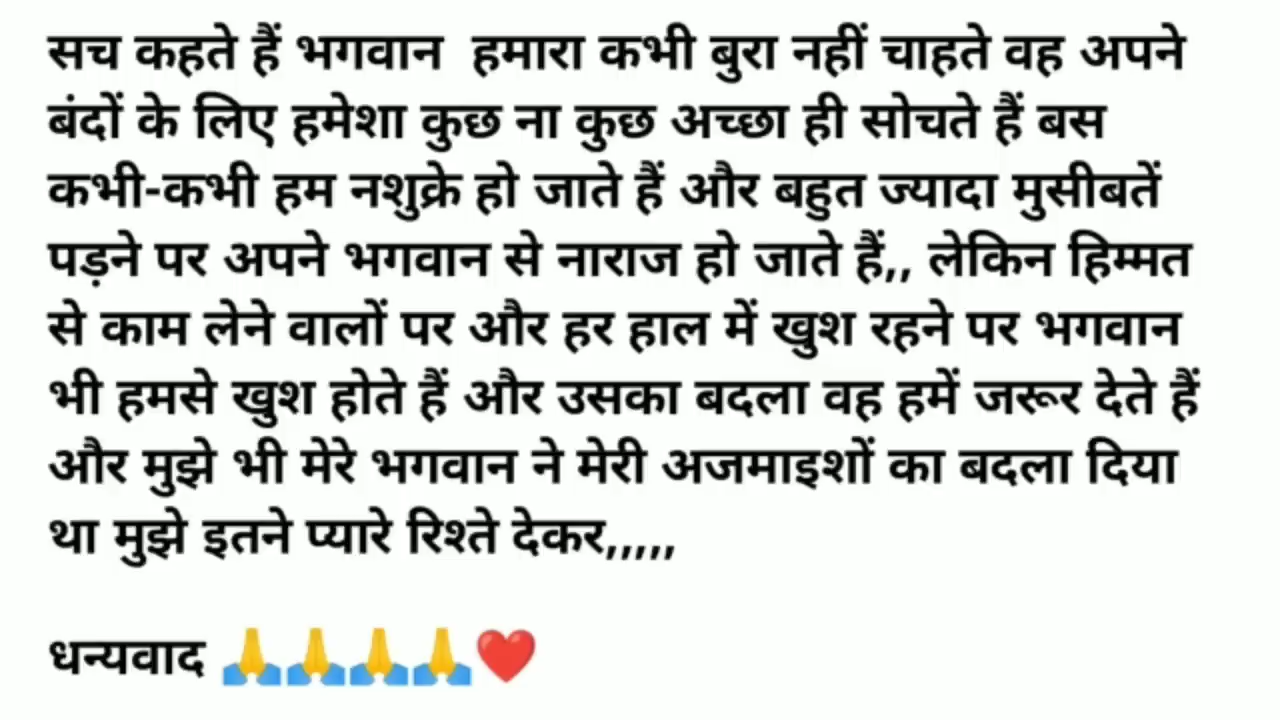 सच कहते हैं भगवान  हमारा कभी बुरा नहीं चाहते वह अपने
बंदों के लिए हमेशा कुछ ना कुछ अच्छा ही सोचते हैं बस
कभी-कभी हम नशुक्रे हो जाते हैं और बहुत ज्यादा मुसीबतें
पड़ने पर अपने भगवान से नाराज हो जाते हैं,, लेकिन हिम्मत
से काम लेने वालों पर और हर हाल में खुश रहने पर भगवान
भी हमसे खुश होते हैं और उसका बदला वह हमें जरूर देते हैं
और मुझे भी मेरे भगवान ने मेरी अजमाइशों का बदला दिया
था मुझे इतने प्यारे रिश्ते देकर,,,,,
धन्यवाद 🙏🙏🙏🙏❤️